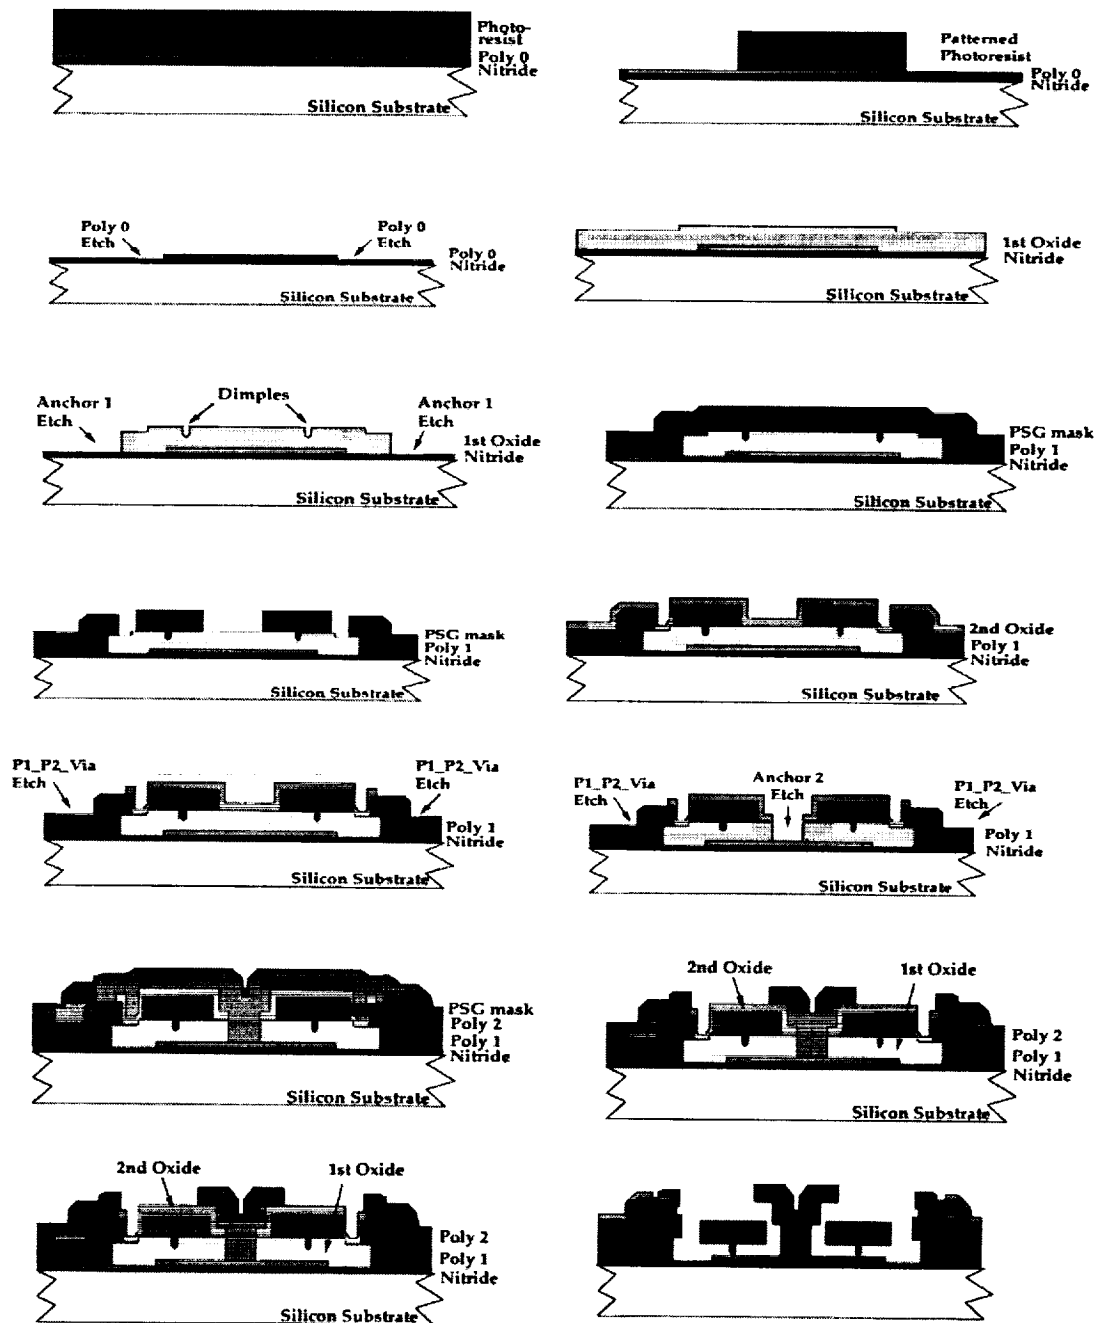 Photo-
resist
Poly 0
Nitride
Silicon Substrate
Patterned
Photoresist
Poly 0
Nitride
Silicon Substrate
Poly 0
Etch
Poly 0
Etch
Poly 0
Nitride
Silicon Substrate
1st Oxide
Nitride
Silicon Substrate
Anchor 1
Etch
Dimples
Anchor 1
Etch
1st Oxide
Nitride
Silicon Substrate
PSG mask
Poly 1
Nitride
Silicon Substrate
PSG mask
Poly 1
Nitride
Silicon Substrate
2nd Oxide
Poly 1
Nitride
Silicon Substrate
P1_P2_Via
Etch
P1_P2_Via
Etch
Poly 1
Nitride
Silicon Substrate
P1_P2_Via
Etch
Anchor 2
Etch
P1_P2_Via
Etch
Poly 1
Nitride
Silicon Substrate
PSG mask
Poly 2
Poly 1
Nitride
Silicon Substrate
2nd Oxide
1st Oxide
Poly 2
Poly 1
Nitride
Silicon Substrate
2nd Oxide
1st Oxide
Poly 2
Poly 1
Nitride
Silicon Substrate